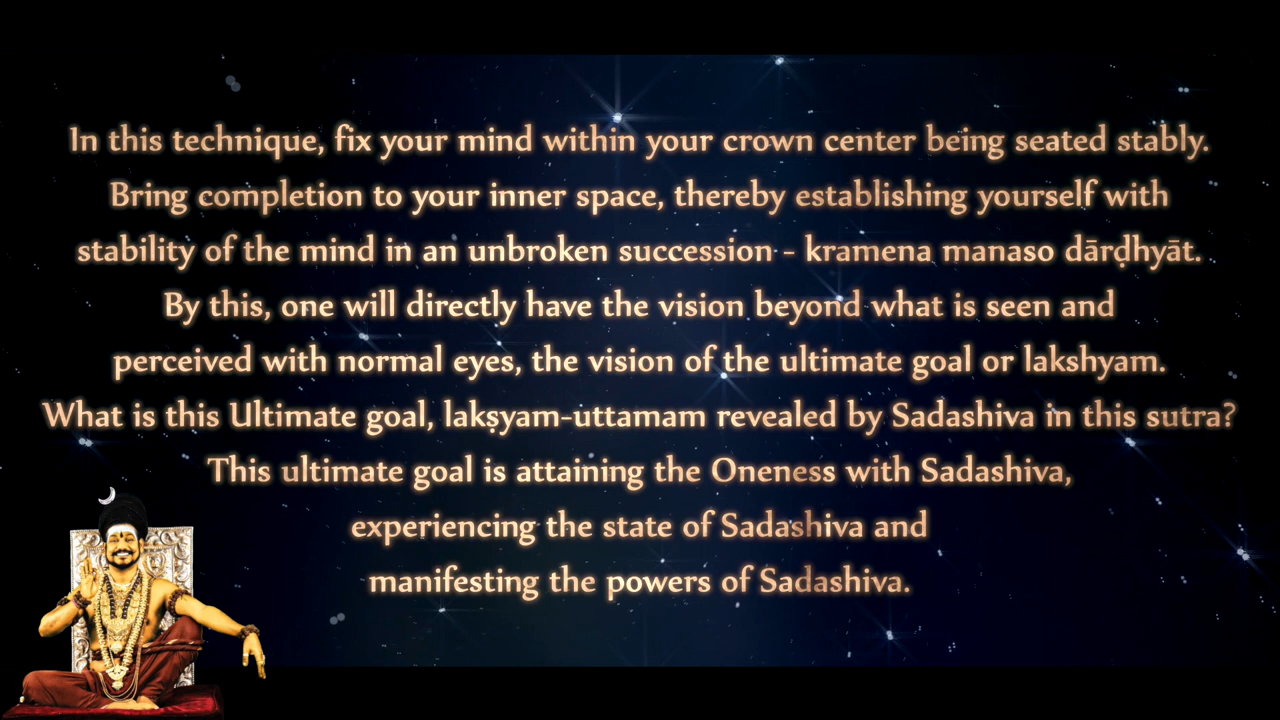 In this technique, fix your mind within your crown center being seated stably.
Bring completion to your inner space, thereby establishing yourself with
stability of the mind in an unbroken succession - kramena manaso dārḍhyāt.
By this, one will directly have the vision beyond what is seen and
perceived with normal eyes, the vision of the ultimate goal or lakshyam.
What is this Ultimate goal, lakṣyam-uttamam revealed by Sadashiva in this sutra?
This ultimate goal is attaining the Oneness with Sadashiva,
experiencing the state of Sadashiva and
manifesting the powers of Sadashiva.